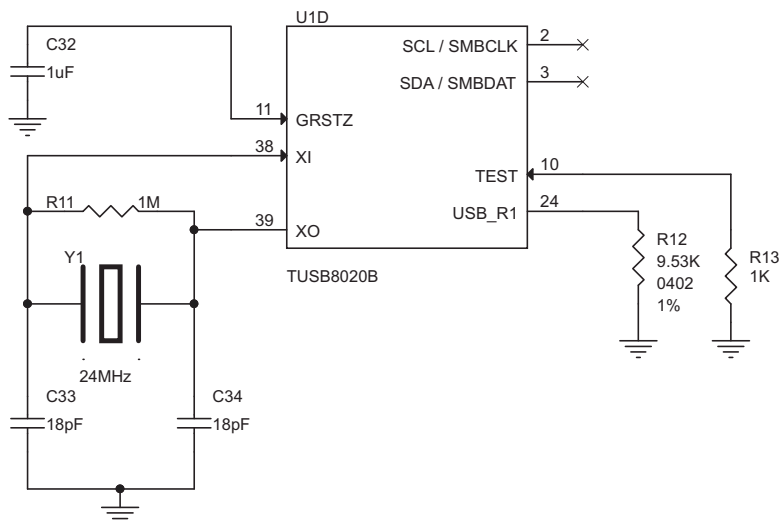 U1D
C32
1uF
SCL / SMBCLK
2
SDA / SMBDAT
3
11
GRSTZ
38
XI
TEST
10
R11
1M
USB_R1
24
39
XO
R12
9.53K
0402
1%
R13
1K
Y1
TUSB8020B
24MHz
C33
18pF
C34
18pF